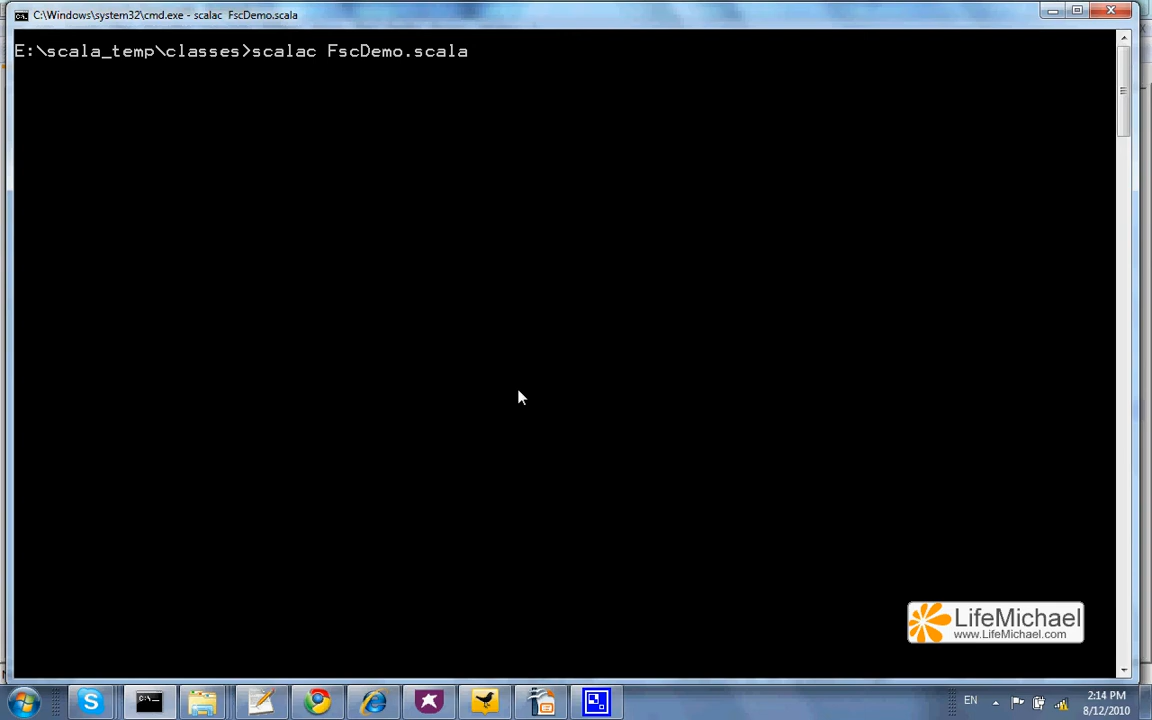 C:\Windows\system32\cmd.exe - scalac  FscDemo.scala
E:\scala_temp\classes>scalac FscDemo.scala
LifeMichael
www.LifeMichael.com
EN
2:14 PM
8/12/2010